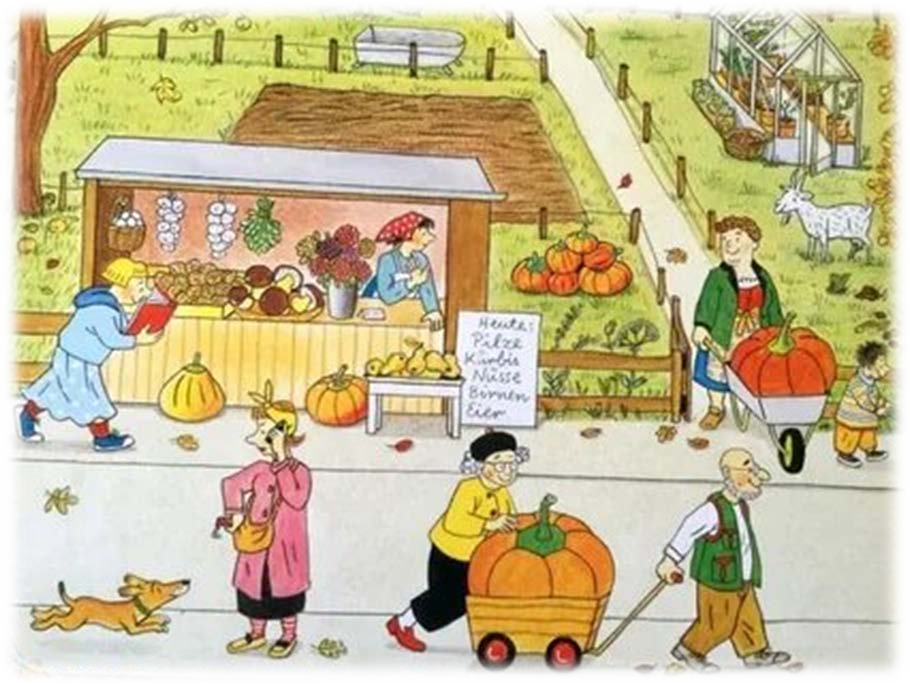 Heute:
Pilze
Kürbis
Nüsse
Birnen
Eier